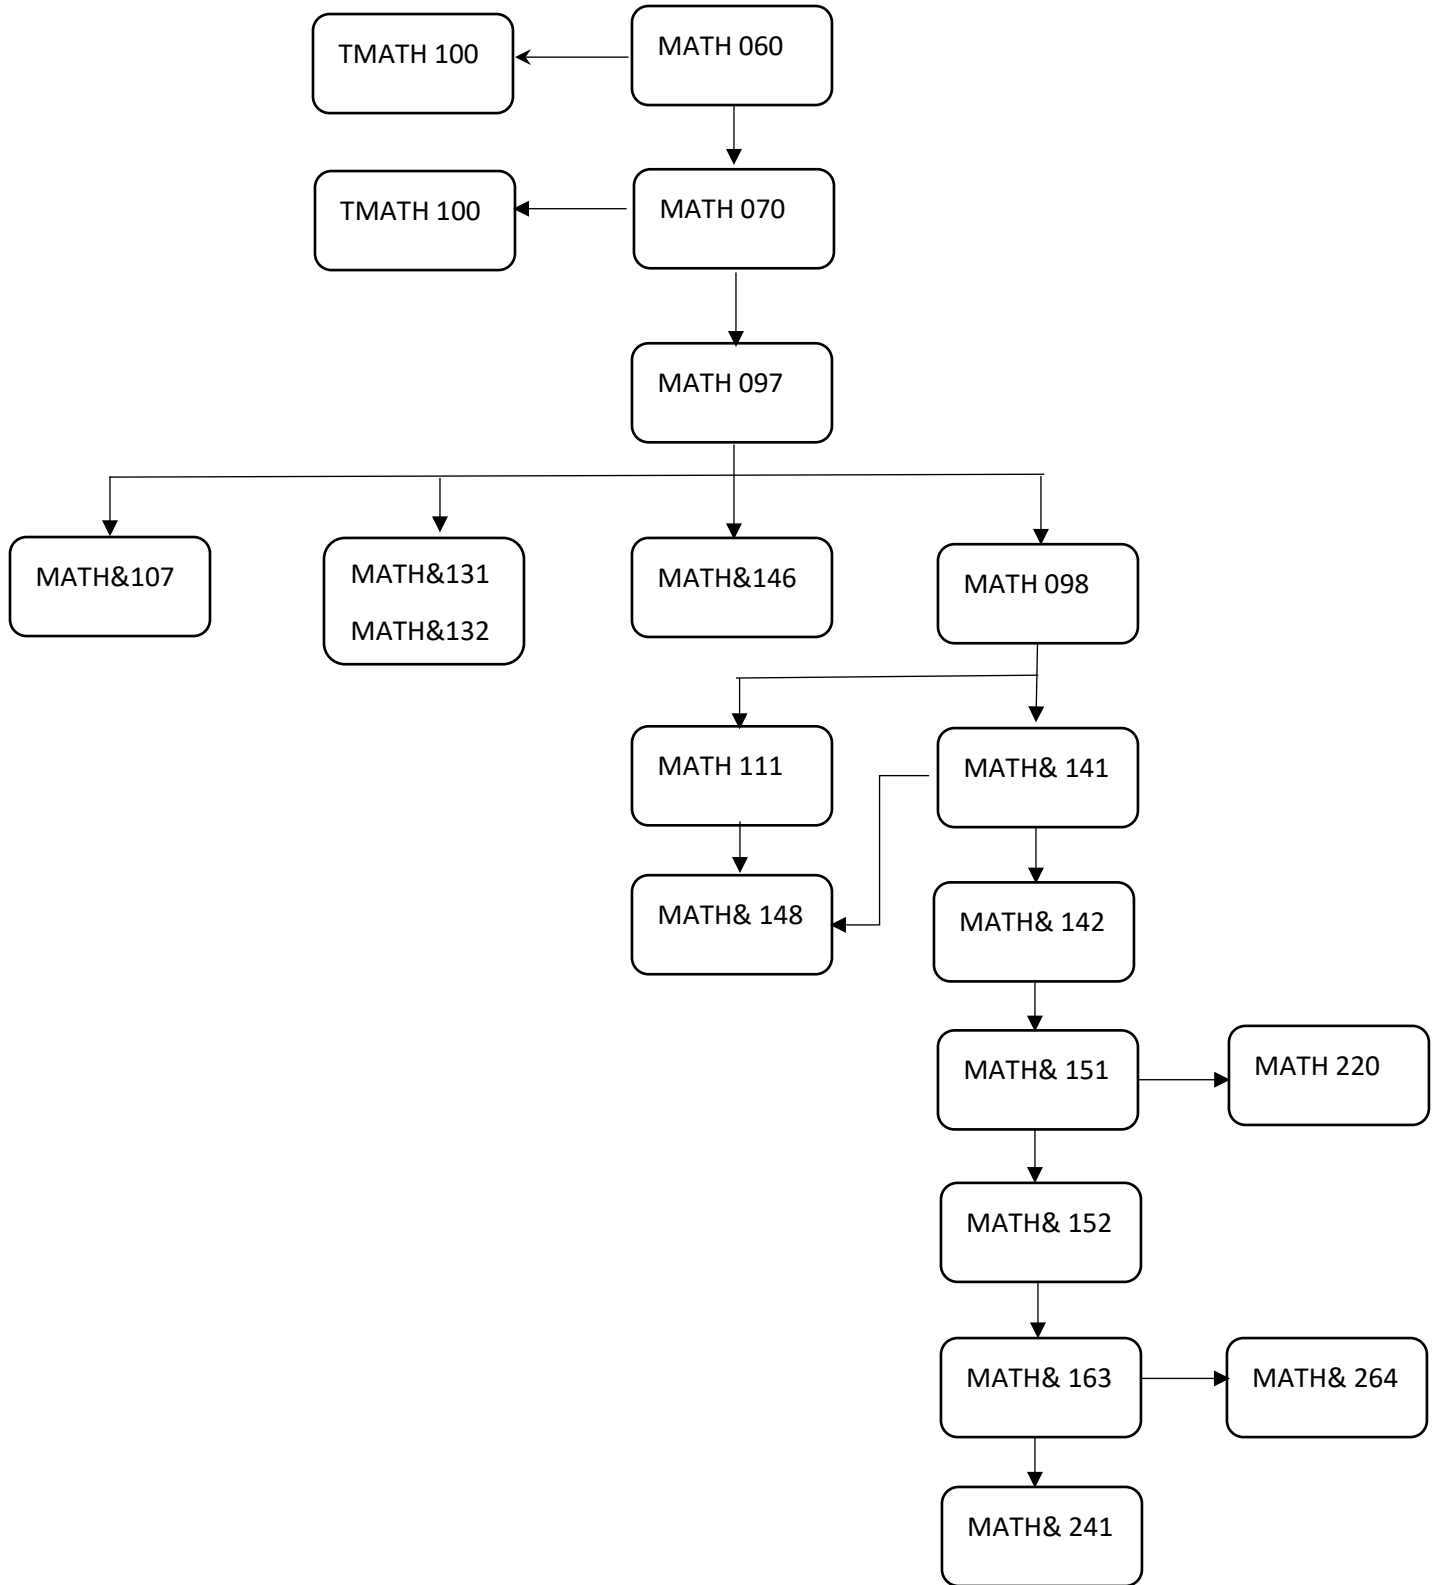 TMATH 100
MATH 060
TMATH 100
MATH 070
MATH 097
MATH&107
MATH&131
MATH&132
MATH&146
MATH 098
MATH 111
MATH& 141
MATH& 148
MATH& 142
MATH& 151
MATH 220
MATH& 152
MATH& 163
MATH& 264
MATH& 241